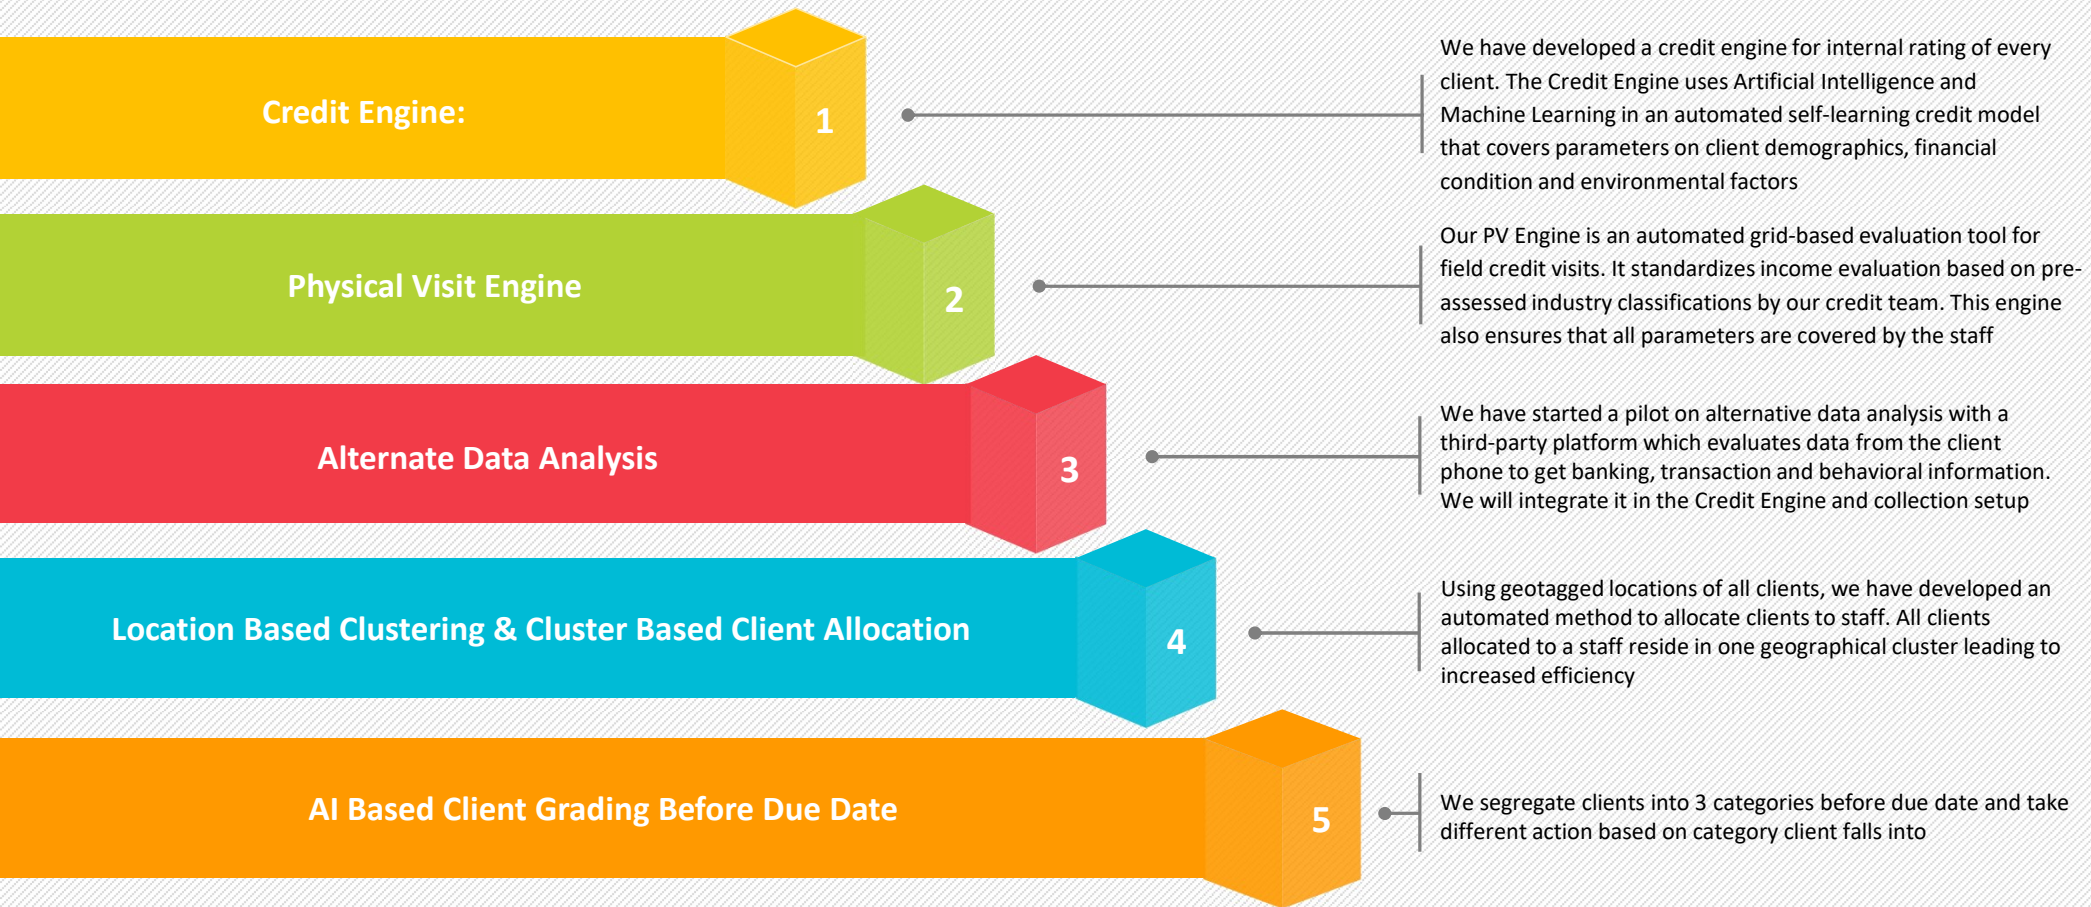 Credit Engine:
1
We have developed a credit engine for internal rating of every
client. The Credit Engine uses Artificial Intelligence and
Machine Learning in an automated self-learning credit model
that covers parameters on client demographics, financial
condition and environmental factors
Physical Visit Engine
2
Our PV Engine is an automated grid-based evaluation tool for
field credit visits. It standardizes income evaluation based on pre-
assessed industry classifications by our credit team. This engine
also ensures that all parameters are covered by the staff
Alternate Data Analysis
3
We have started a pilot on alternative data analysis with a
third-party platform which evaluates data from the client
phone to get banking, transaction and behavioral information.
We will integrate it in the Credit Engine and collection setup
Location Based Clustering & Cluster Based Client Allocation
4
Using geotagged locations of all clients, we have developed an
automated method to allocate clients to staff. All clients
allocated to a staff reside in one geographical cluster leading to
increased efficiency
AI Based Client Grading Before Due Date
5
We segregate clients into 3 categories before due date and take
different action based on category client falls into